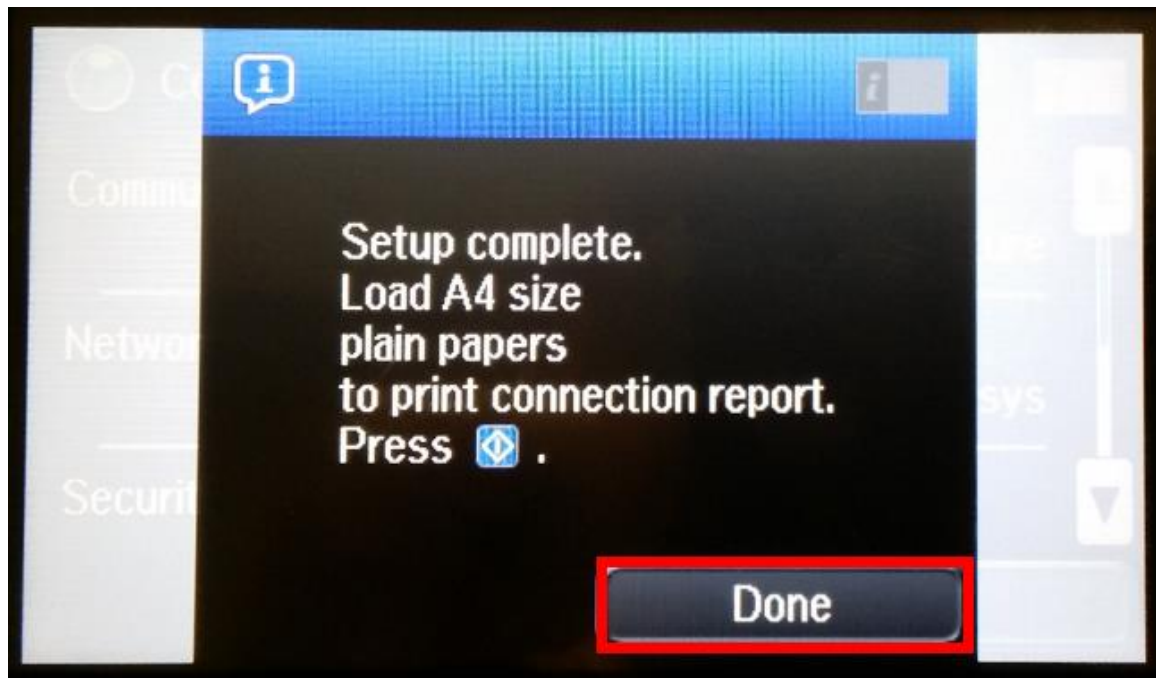 Setup complete.
Load A4 size
plain papers
to print connection report.
Press .
Done